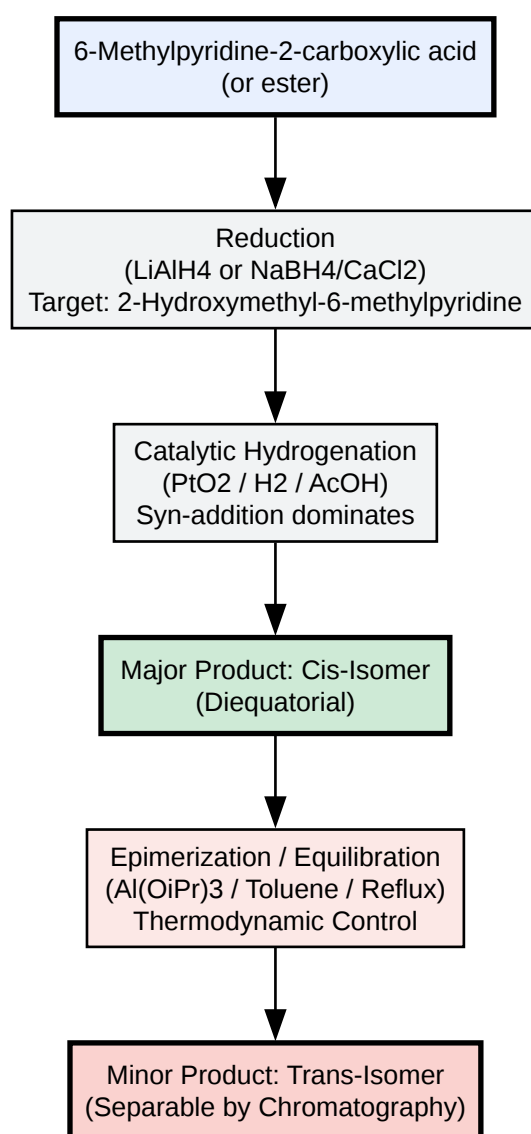 6-Methylpyridine-2-carboxylic acid
(or ester)
Reduction
(LiAlH4 or NaBH4/CaCl2)
Target: 2-Hydroxymethyl-6-methylpyridine
Catalytic Hydrogenation
(PtO2 / H2 / AcOH)
Syn-addition dominates
Major Product: Cis-Isomer
(Diequatorial)
Epimerization / Equilibration
(Al(OiPr)3 / Toluene / Reflux)
Thermodynamic Control
Minor Product: Trans-Isomer
(Separable by Chromatography)